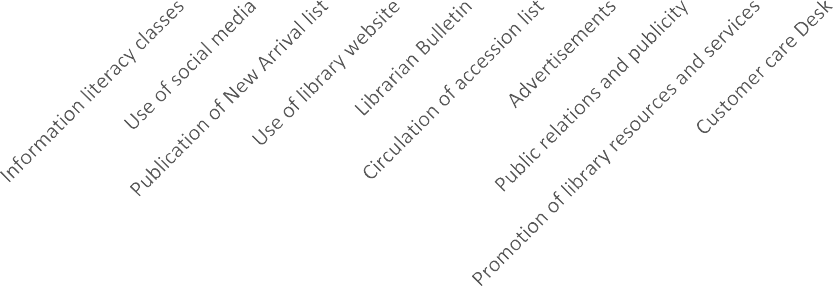 Information literacy classes
Use of social media
Publication of New Arrival list
Use of library website
Librarian Bulletin
Circulation of accession list
Advertisements
Public relations and publicity
Promotion of library resources and services
Customer care Desk